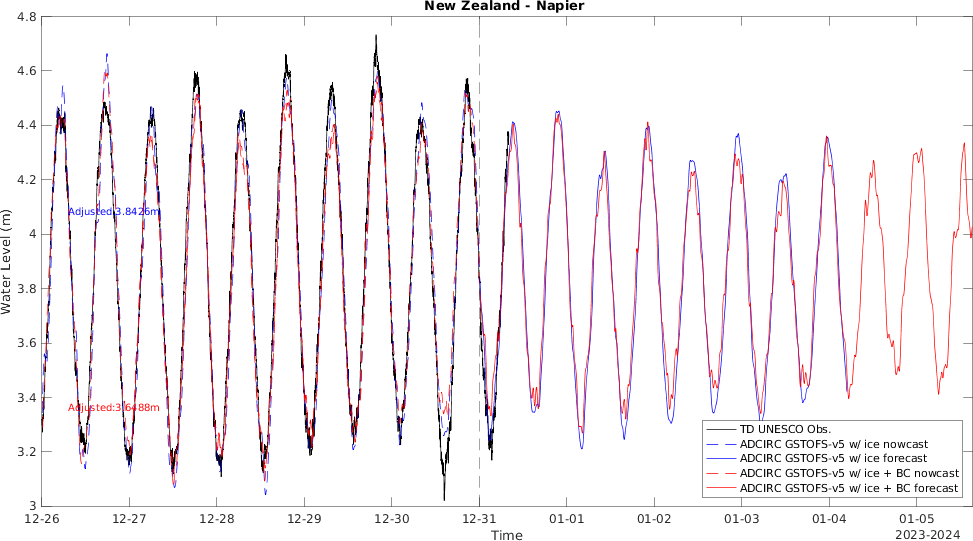 New Zealand - Napier
4.8
4.6
4.4
4.2
4
3.8
3.6
3.4
3.2
3
Water Level (m)
Adjusted:3.8426m
Adjusted:3.6488m
TD UNESCO Obs.
ADCIRC GSTOFS-v5 w/ ice nowcast
ADCIRC GSTOFS-v5 w/ ice forecast
ADCIRC GSTOFS-v5 w/ ice + BC nowcast
ADCIRC GSTOFS-v5 w/ ice + BC forecast
12-26 12-27 12-28 12-29 12-30 12-31 01-01 01-02 01-03 01-04 01-05
Time
2023-2024